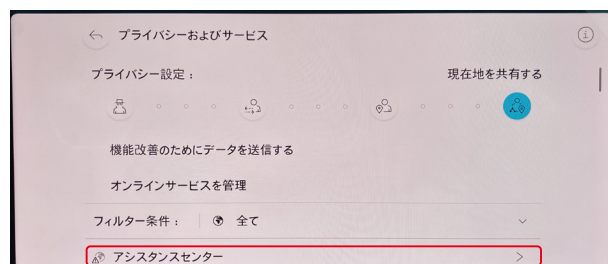 プライバシーおよびサービス
プライバシー設定： 現在地を共有する
機能改善のためにデータを送信する
オンラインサービスを管理
フィルター条件： 全て
アシスタンスセンター